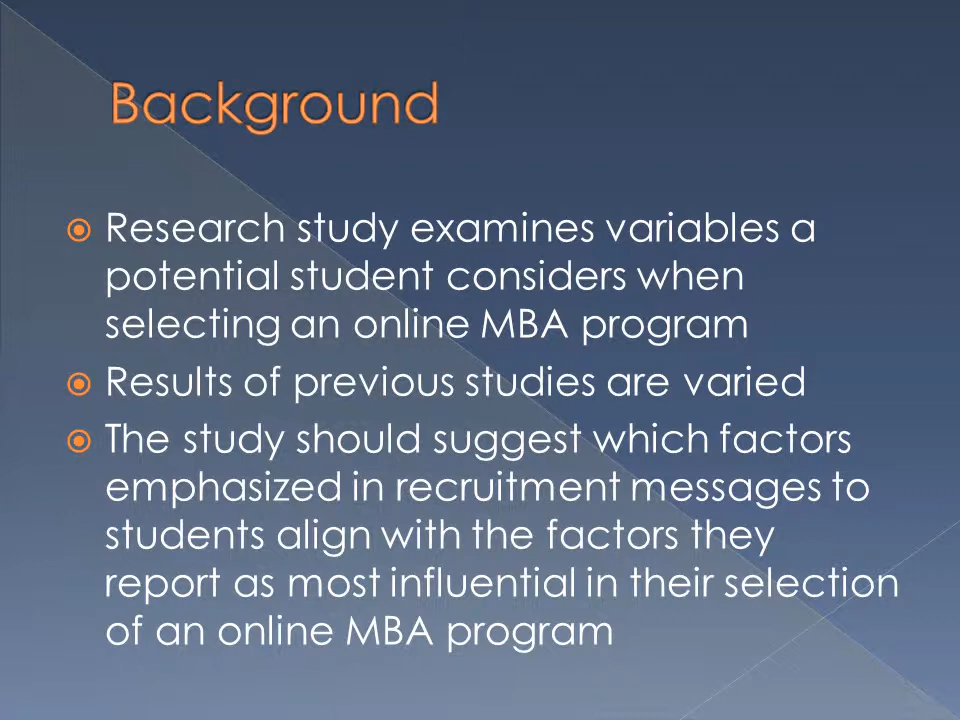 Background
Research study examines variables a
potential student considers when
selecting an online MBA program
Results of previous studies are varied
The study should suggest which factors
emphasized in recruitment messages to
students align with the factors they
report as most influential in their selection
of an online MBA program